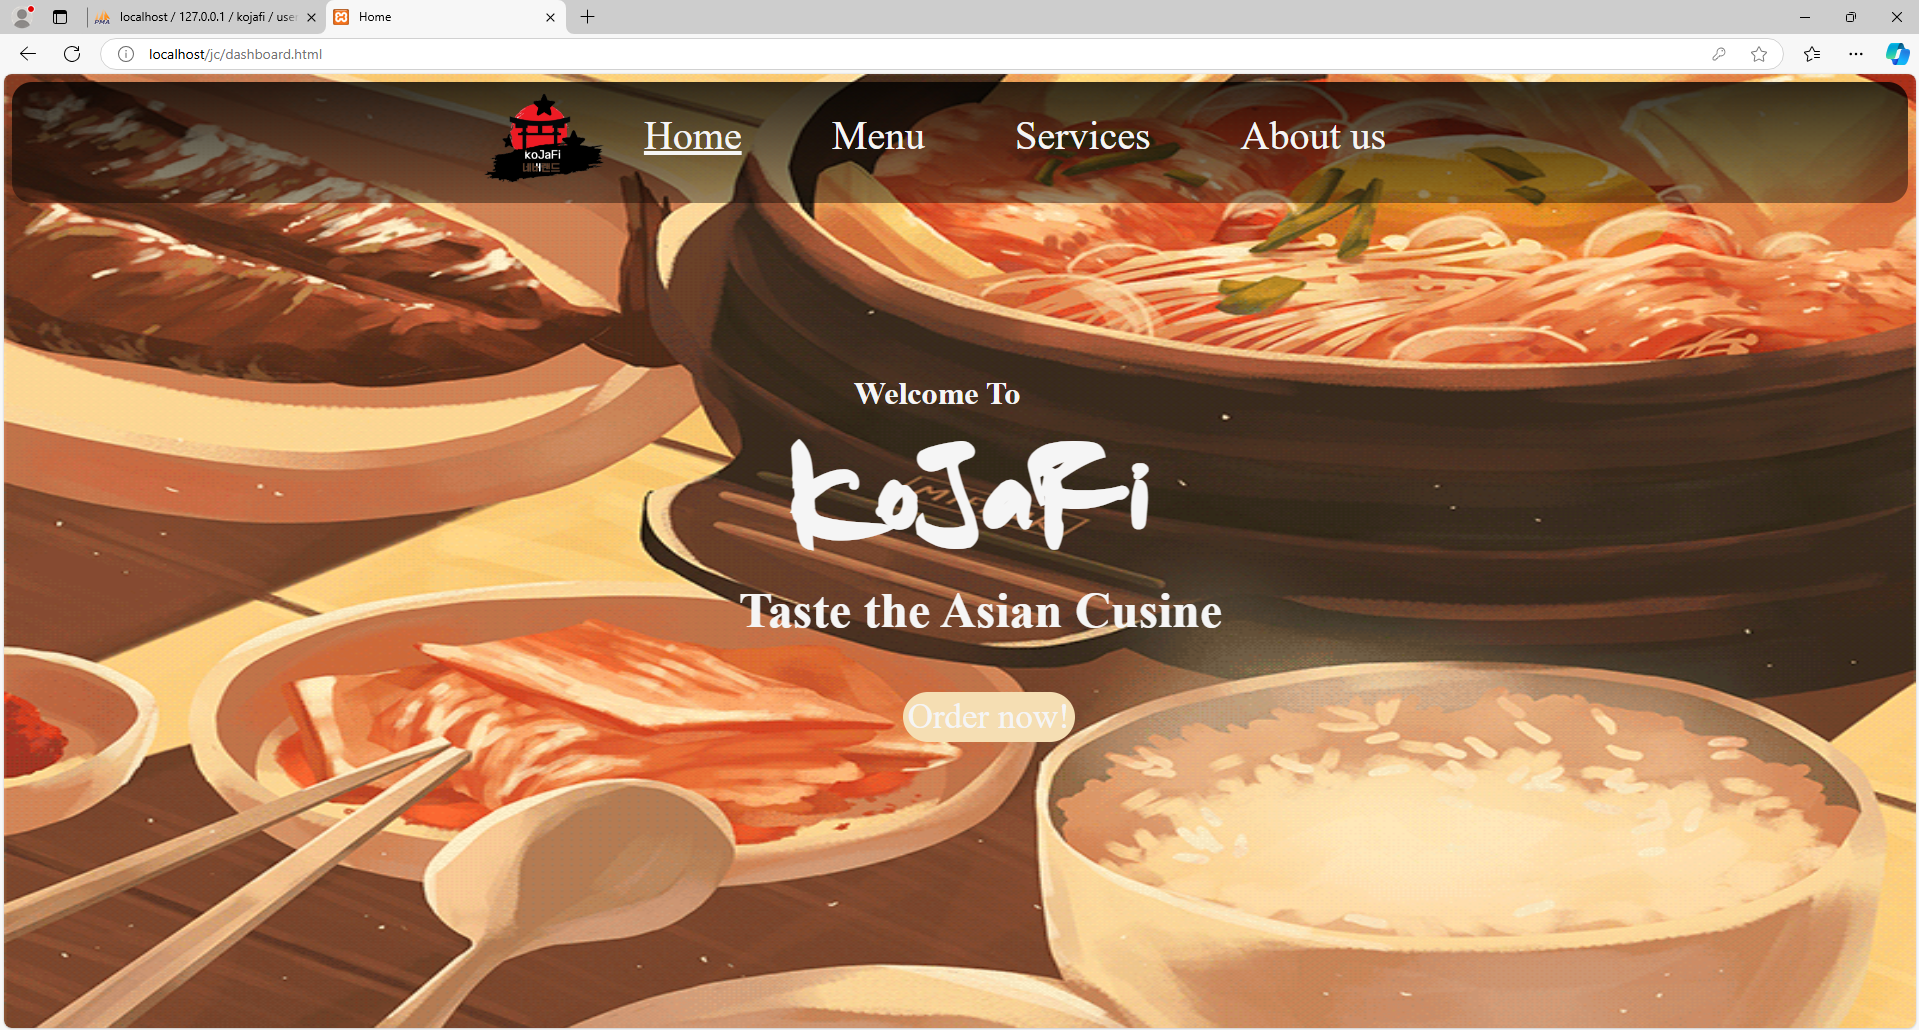 localhost / 127.0.0.1 / kojafi / user
Home
localhost/jc/dashboard.html
koJaFi
Home
Menu
Services
About us
Welcome To
KoJaFi
Taste the Asian Cusine
Order now!